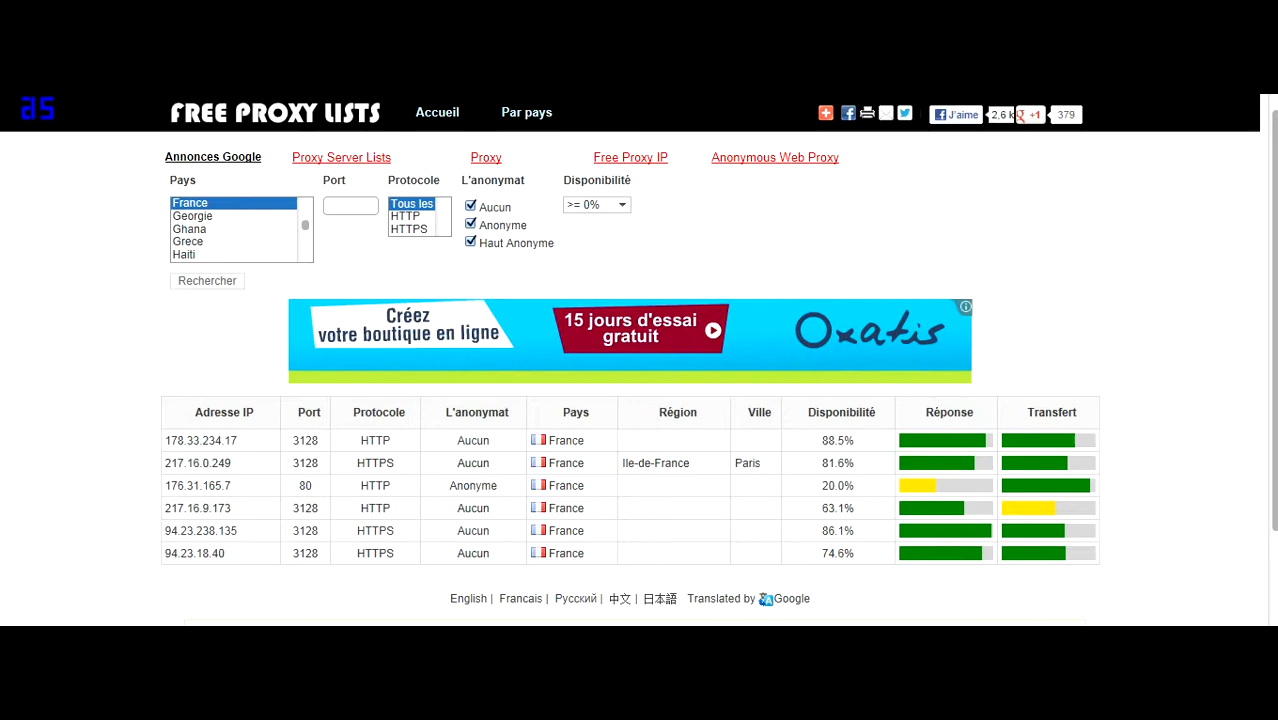 as
FREE PROXY LISTS Accueil Par pays J'aime 2,6 k +1 379
Annonces Google Proxy Server Lists Proxy Free Proxy IP Anonymous Web Proxy
Pays Port Protocole L'anonymat Disponibilité
France Tous les Aucun >= 0%
Georgie HTTP Anonyme
Ghana HTTPS Haut Anonyme
Grece
Haiti
Rechercher
Créez 15 jours d'essai Oxatis
votre boutique en ligne gratuit
Adresse IP Port Protocole L'anonymat Pays Région Ville Disponibilité Réponse Transfert
178.33.234.17 3128 HTTP Aucun France 88.5%
217.16.0.249 3128 HTTPS Aucun France Ile-de-France Paris 81.6%
176.31.165.7 80 HTTP Anonyme France 20.0%
217.16.9.173 3128 HTTP Aucun France 63.1%
94.23.238.135 3128 HTTPS Aucun France 86.1%
94.23.18.40 3128 HTTPS Aucun France 74.6%
English | Francais | Русский | 中文 | 日本語 Translated by Google